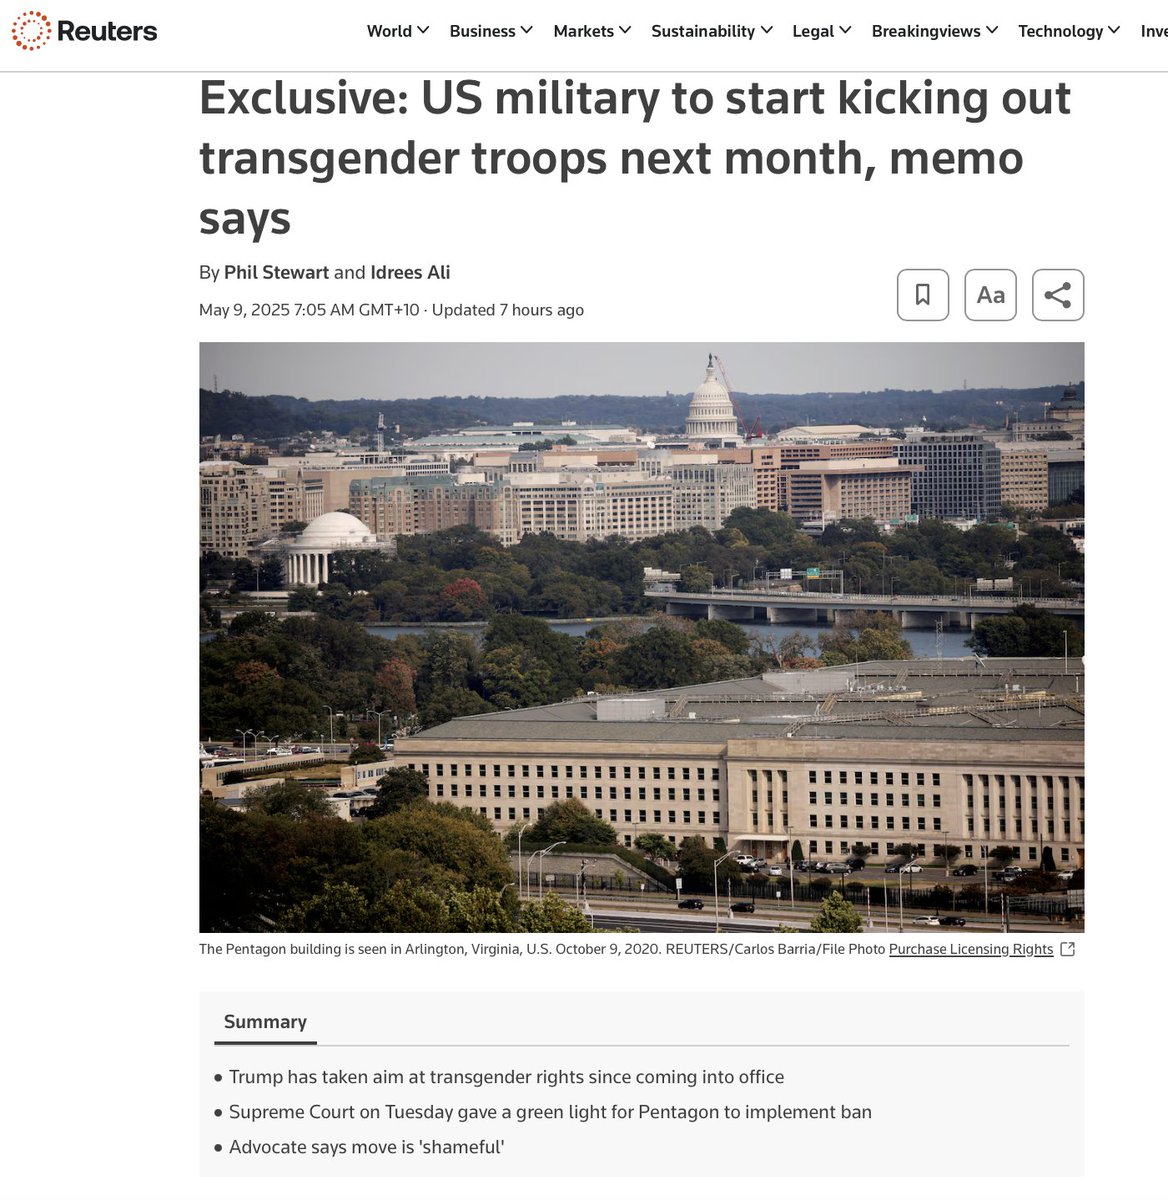 Reuters
World Business Markets Sustainability Legal Breakingviews Technology Inve
Exclusive: US military to start kicking out
transgender troops next month, memo
says
By Phil Stewart and Idrees Ali
May 9, 2025 7:05 AM GMT+10 · Updated 7 hours ago
Aa
The Pentagon building is seen in Arlington, Virginia, U.S. October 9, 2020. REUTERS/Carlos Barria/File Photo Purchase Licensing Rights
Summary
• Trump has taken aim at transgender rights since coming into office
• Supreme Court on Tuesday gave a green light for Pentagon to implement ban
• Advocate says move is 'shameful'